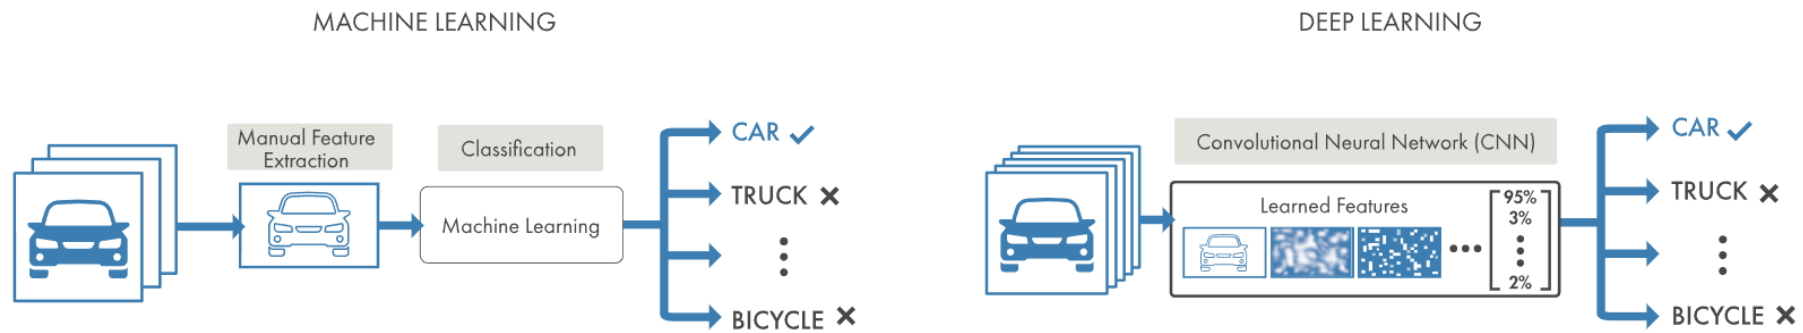 MACHINE LEARNING
Manual Feature
Extraction
Classification
Machine Learning
CAR
TRUCK
BICYCLE
DEEP LEARNING
Convolutional Neural Network (CNN)
Learned Features
95%
3%
2%
CAR
TRUCK
BICYCLE